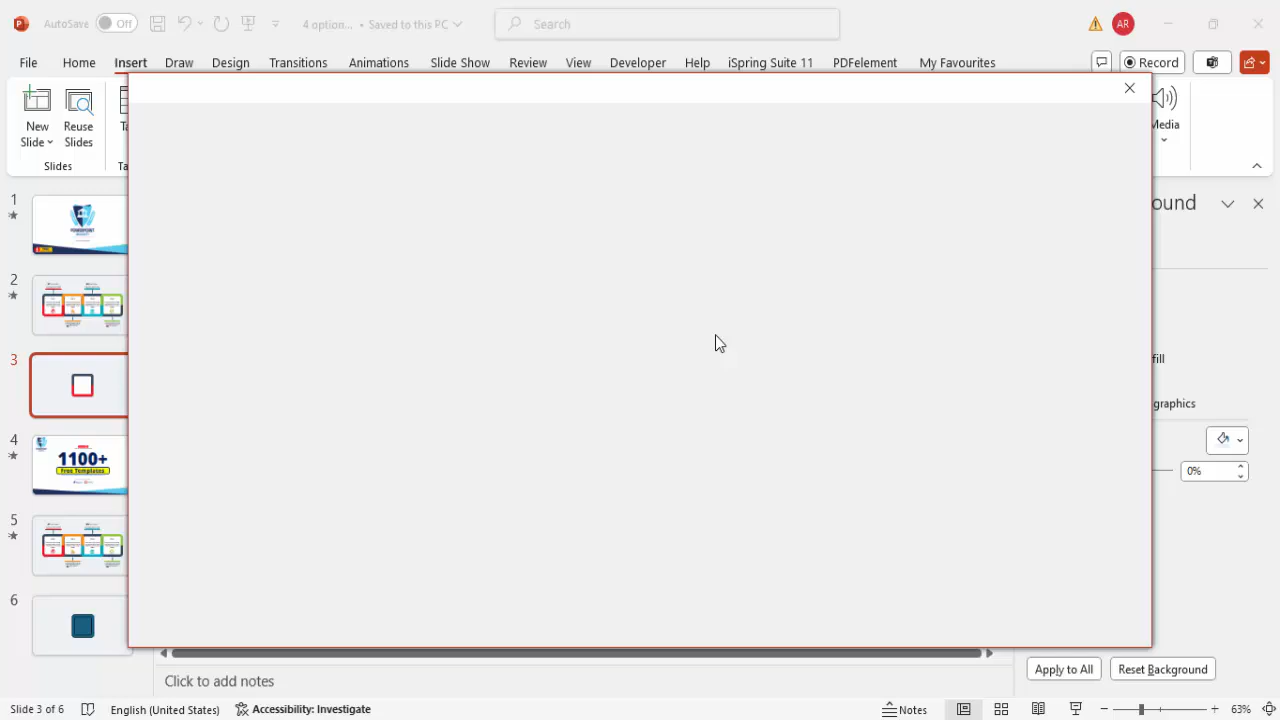 AutoSave Off 4 option... • Saved to this PC Search AR
File Home Insert Draw Design Transitions Animations Slide Show Review View Developer Help iSpring Suite 11 PDFelement My Favourites Record
New Slide
Reuse Slides
Ta
Media
Slides
Ta
ound
1
2
3
4
1100+
Free Templates
5
6
fill
graphics
0%
Apply to All Reset Background
Click to add notes
Slide 3 of 6 English (United States) Accessibility: Investigate Notes 63%